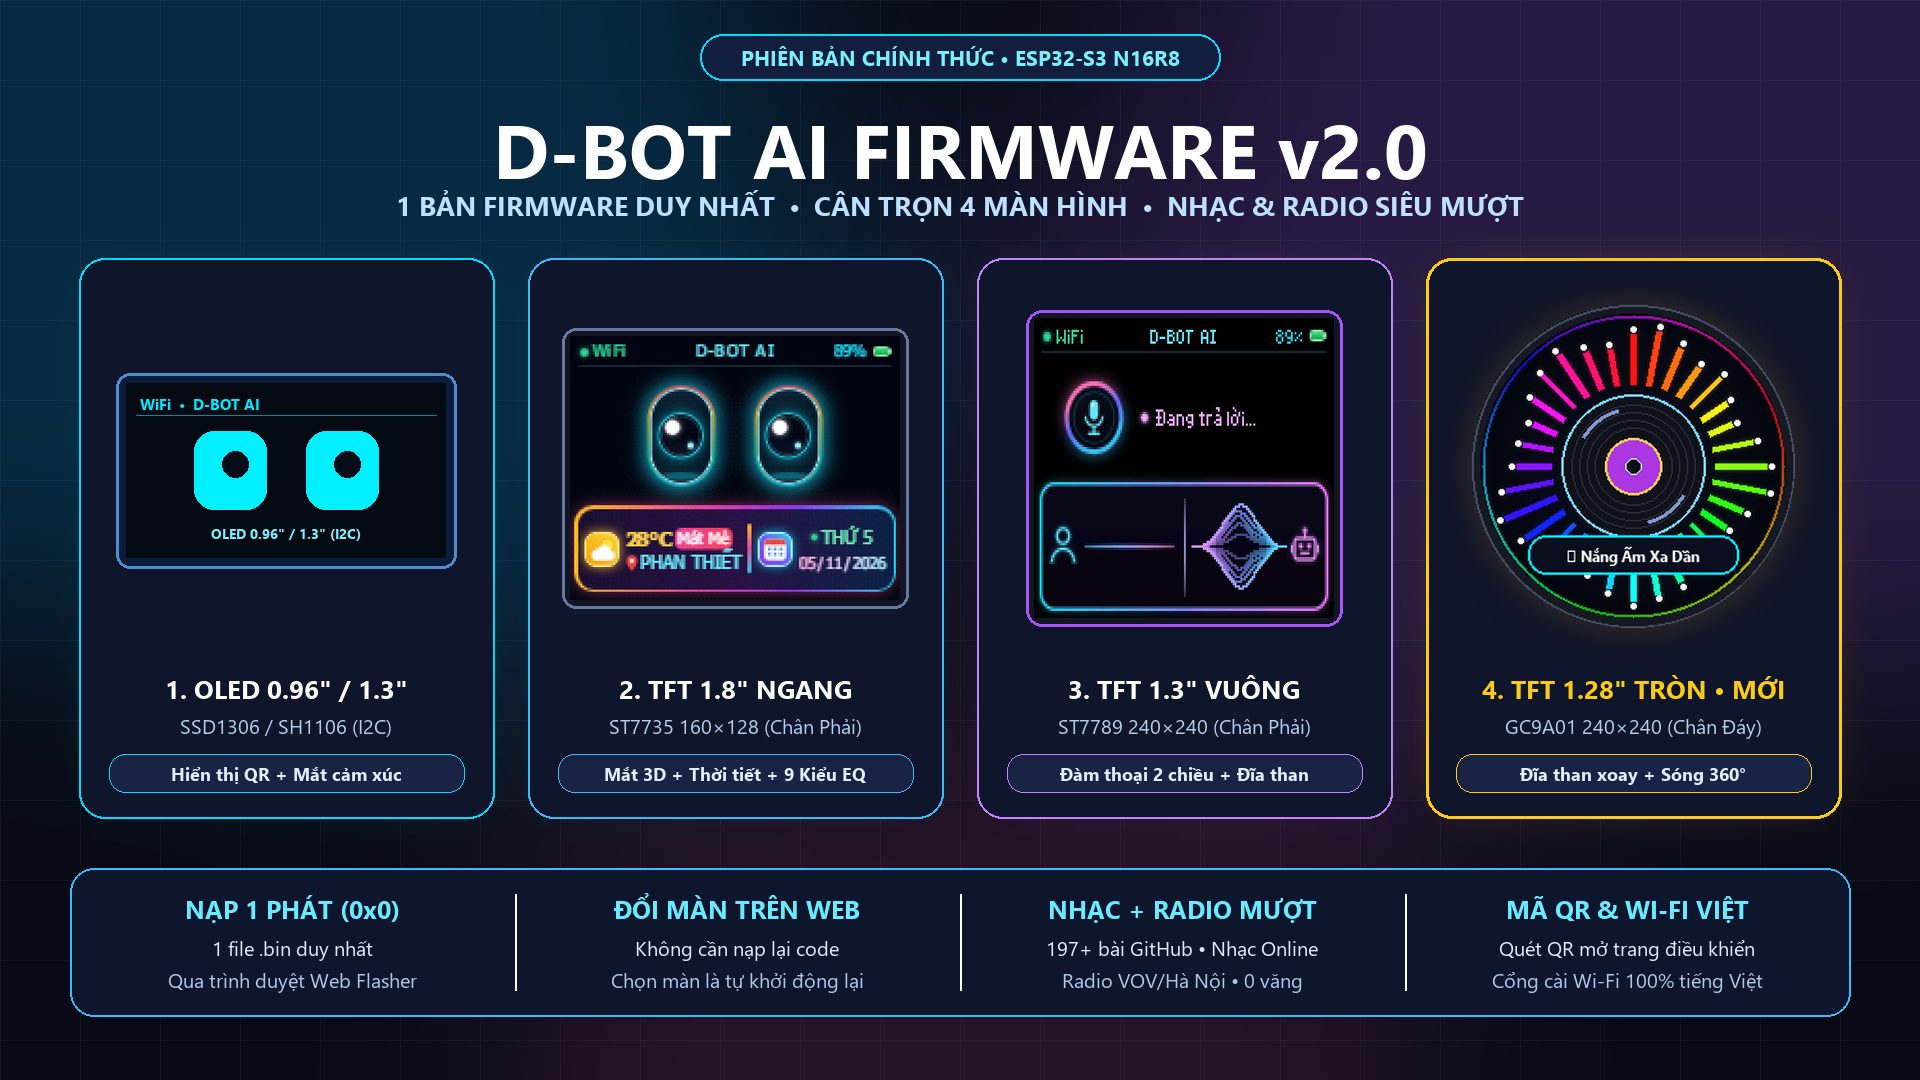 PHIÊN BẢN CHÍNH THỨC • ESP32-S3 N16R8
D-BOT AI FIRMWARE v2.0
1 BẢN FIRMWARE DUY NHẤT • CÂN TRỌN 4 MÀN HÌNH • NHẠC & RADIO SIÊU MƯỢT
WiFi • D-BOT AI
OLED 0.96" / 1.3" (I2C)
1. OLED 0.96" / 1.3"
SSD1306 / SH1106 (I2C)
Hiển thị QR + Mắt cảm xúc
WiFi D-BOT AI 89%
28°C Mát Mẻ
PHAN THIẾT
THỨ 5
05/11/2026
2. TFT 1.8" NGANG
ST7735 160×128 (Chân Phải)
Mắt 3D + Thời tiết + 9 Kiểu EQ
WiFi D-BOT AI 89%
Đang trả lời...
3. TFT 1.3" VUÔNG
ST7789 240×240 (Chân Phải)
Đàm thoại 2 chiều + Đĩa than
Nắng Ấm Xa Dần
4. TFT 1.28" TRÒN • MỚI
GC9A01 240×240 (Chân Đáy)
Đĩa than xoay + Sóng 360°
NẠP 1 PHÁT (0x0)
1 file .bin duy nhất
Qua trình duyệt Web Flasher
ĐỔI MÀN TRÊN WEB
Không cần nạp lại code
Chọn màn là tự khởi động lại
NHẠC + RADIO MƯỢT
197+ bài GitHub • Nhạc Online
Radio VOV/Hà Nội • 0 văng
MÃ QR & WI-FI VIỆT
Quét QR mở trang điều khiển
Cổng cài Wi-Fi 100% tiếng Việt